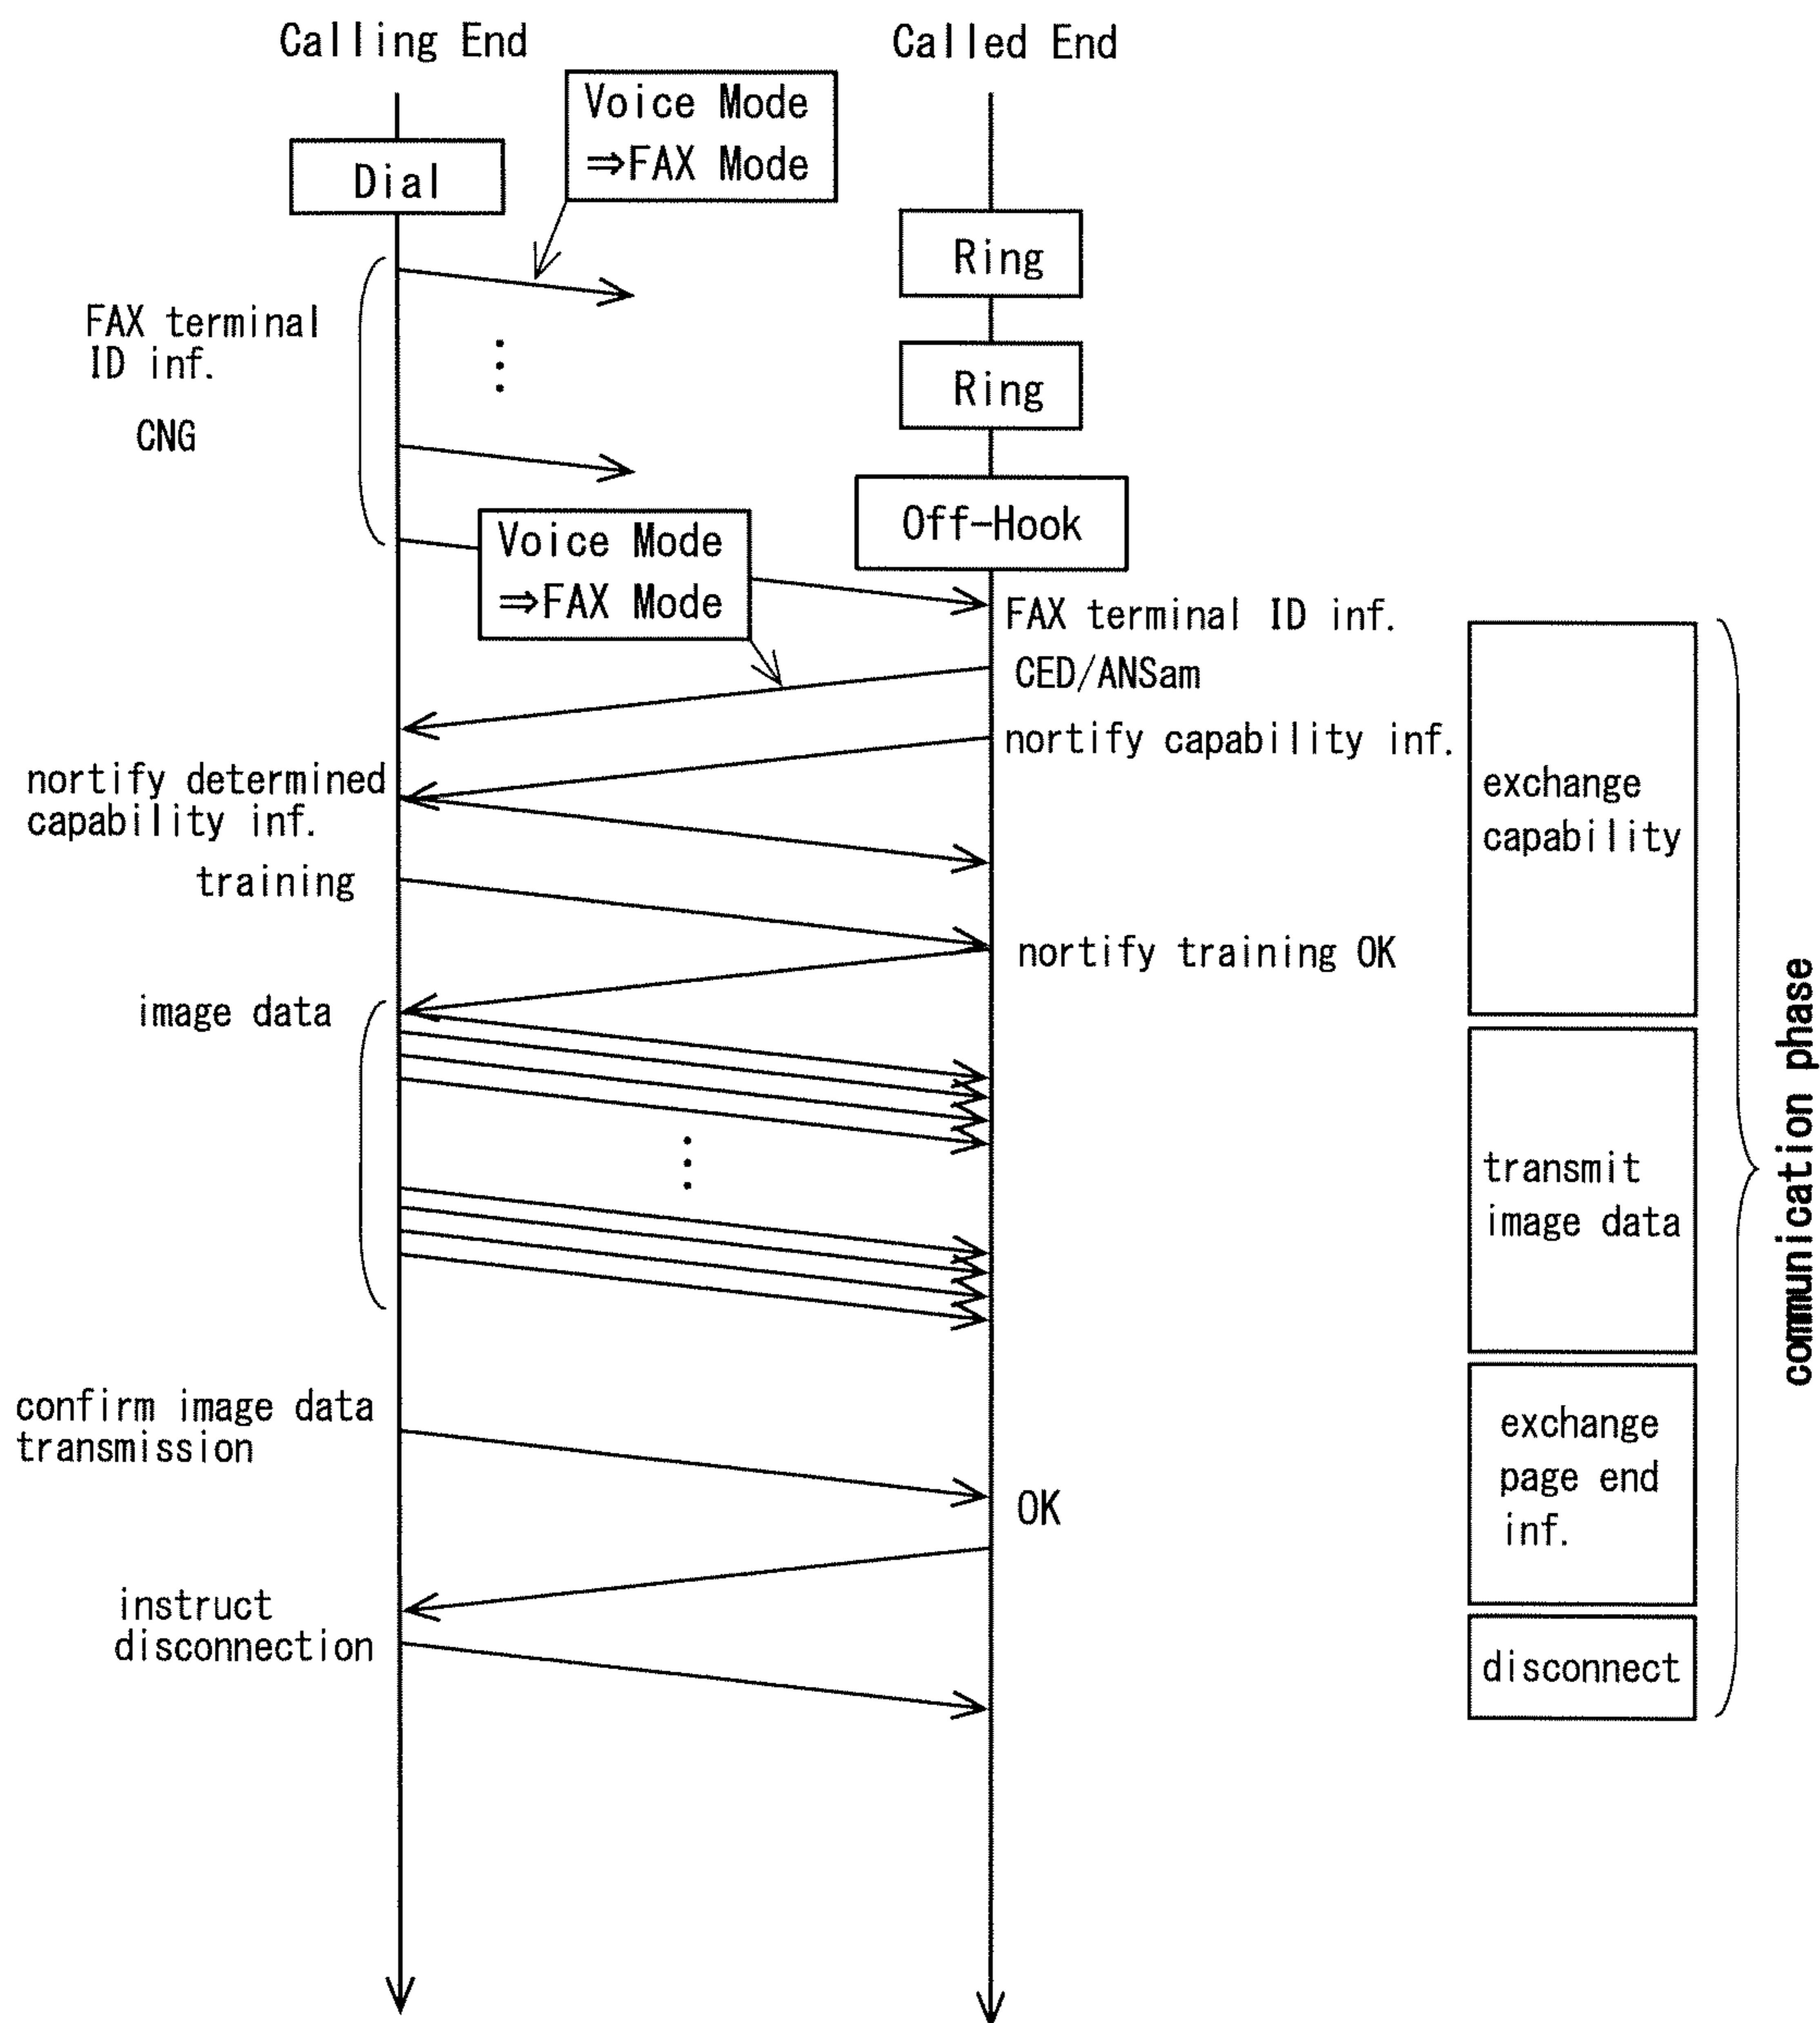 Calling End
Called End
Voice Mode
⇒FAX Mode
Dial
Ring
FAX terminal
ID inf.
Ring
CNG
Off-Hook
Voice Mode
⇒FAX Mode
FAX terminal ID inf.
CED/ANSam
nortify capability inf.
nortify determined
capability inf.
exchange
capability
training
nortify training OK
image data
communication phase
transmit
image data
confirm image data
transmission
exchange
page end
inf.
OK
instruct
disconnection
disconnect